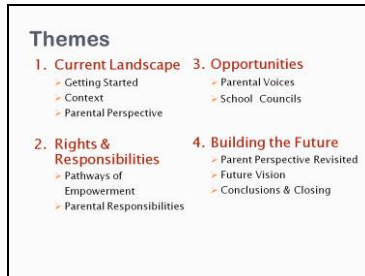 Themes
1. Current Landscape
➢ Getting Started
➢ Context
➢ Parental Perspective
2. Rights &
Responsibilities
➢ Pathways of
Empowerment
➢ Parental Responsibilities
3. Opportunities
➢ Parental Voices
➢ School Councils
4. Building the Future
➢ Parent Perspective Revisited
➢ Future Vision
➢ Conclusions & Closing